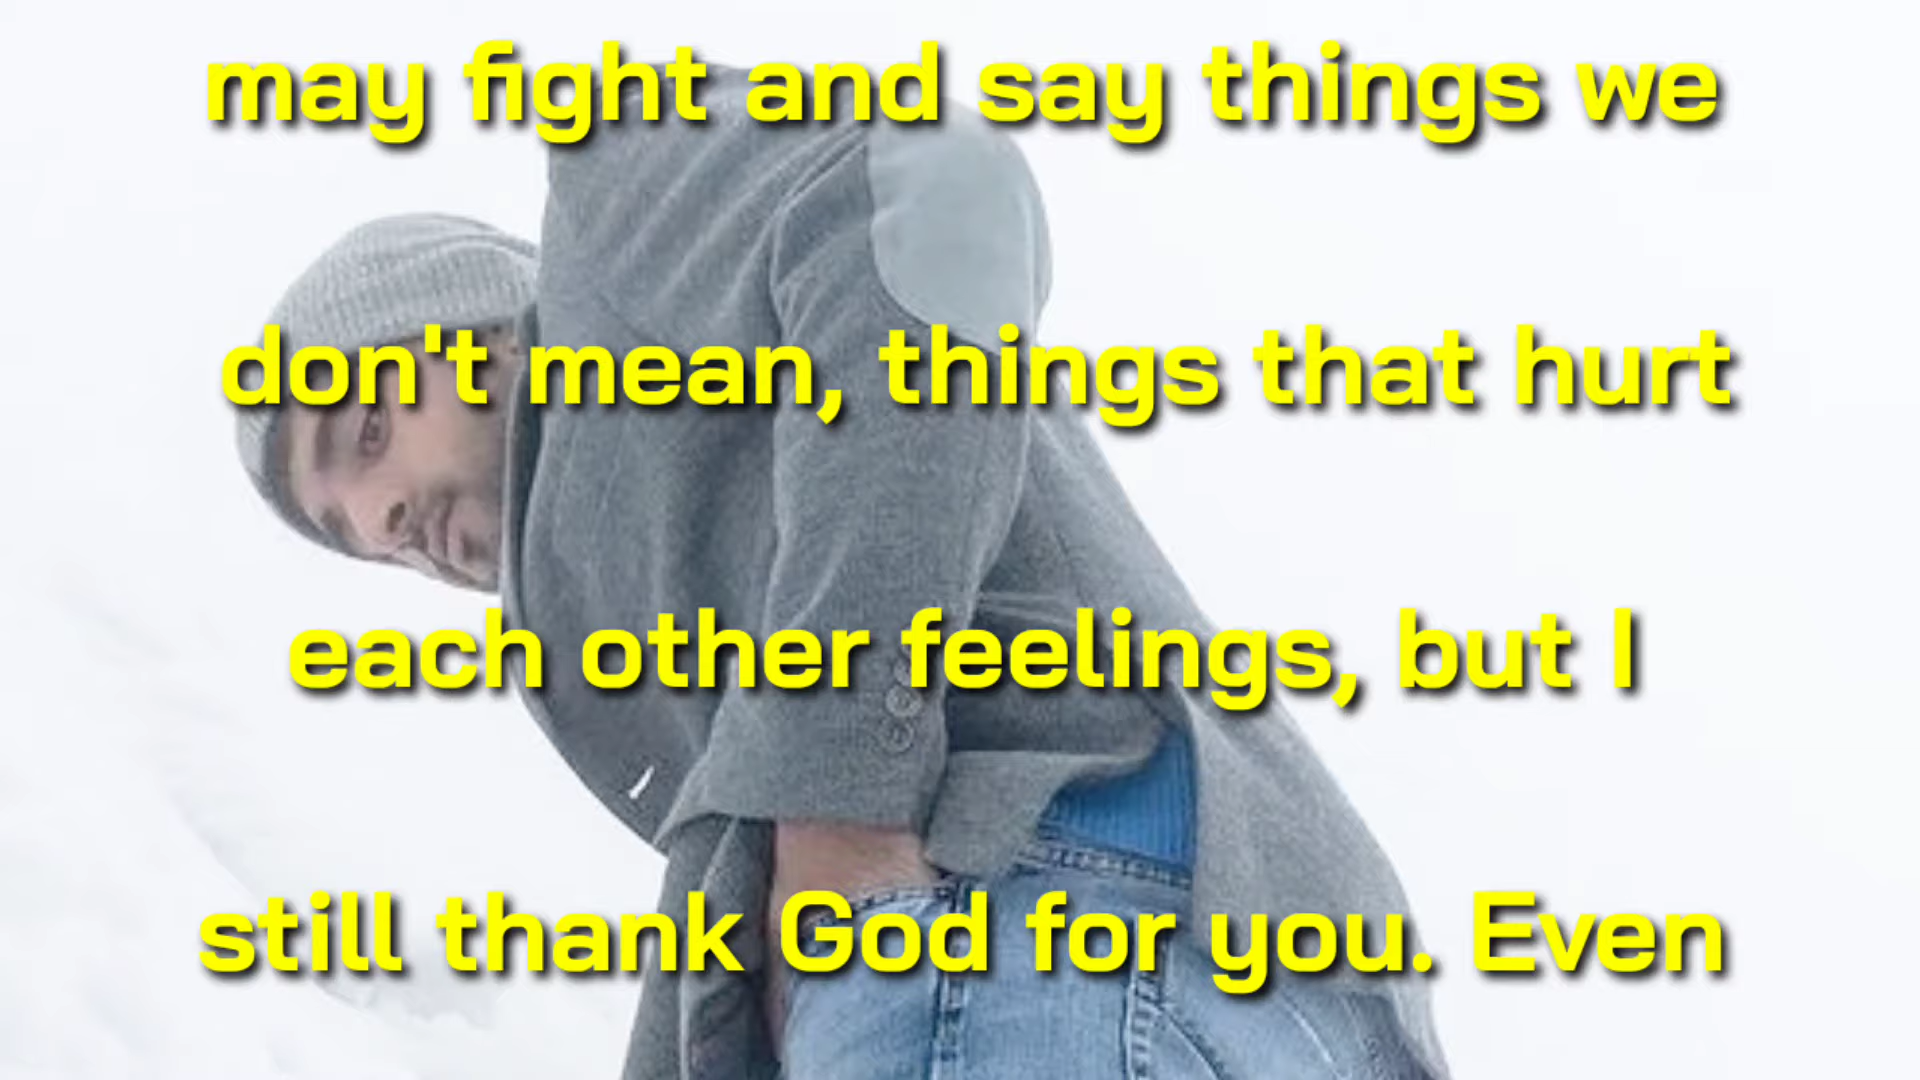 may fight and say things we
don't mean, things that hurt
each other feelings, but I
still thank God for you. Even